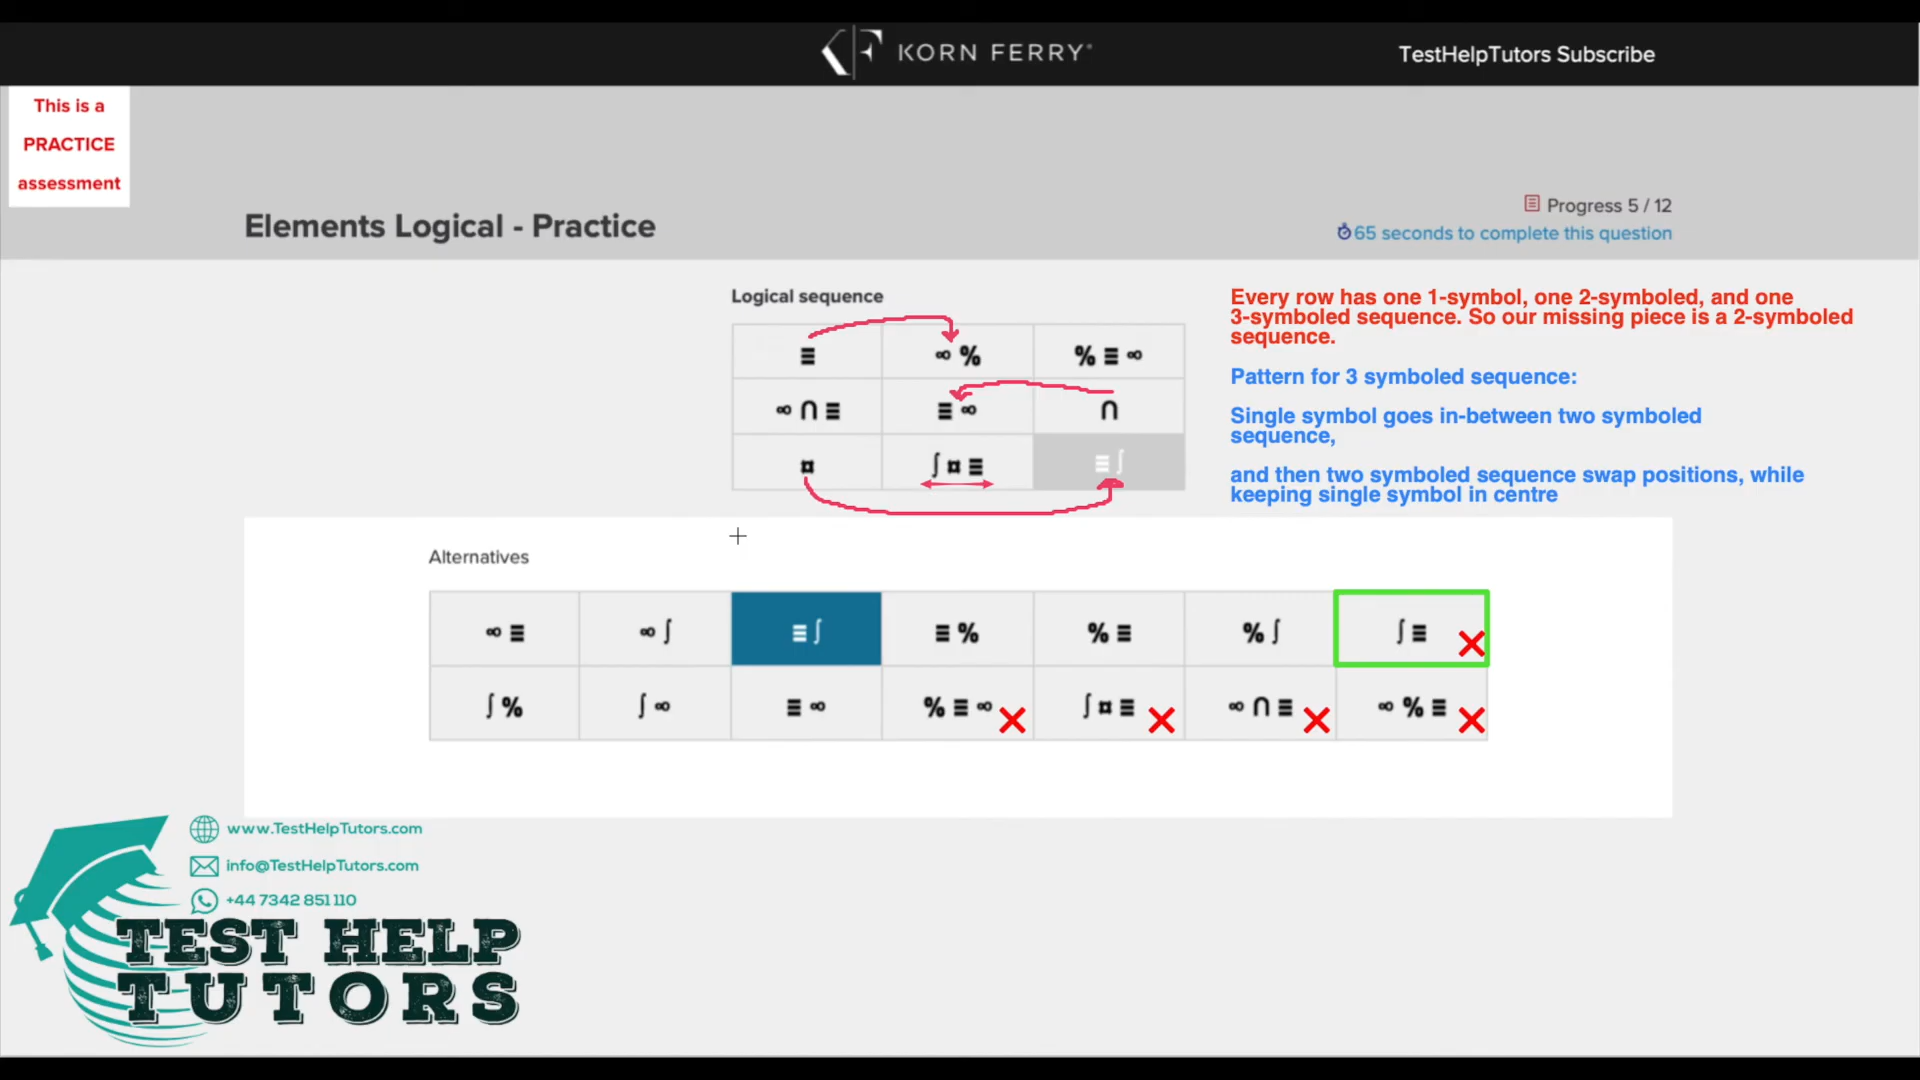 KORN FERRY®
TestHelpTutors Subscribe
This is a
PRACTICE
assessment
Elements Logical - Practice
Progress 5 / 12
65 seconds to complete this question
Logical sequence
≡ ∞ % % ≡ ∞
∞ ∩ ≡ ≡ ∞ ∩
¤ ∫ ¤ ≡ ≡ ∫
Every row has one 1-symbol, one 2-symboled, and one
3-symboled sequence. So our missing piece is a 2-symboled
sequence.
Pattern for 3 symboled sequence:
Single symbol goes in-between two symboled
sequence,
and then two symboled sequence swap positions, while
keeping single symbol in centre
Alternatives
∞ ≡ ∞ ∫ ≡ ∫ ≡ % % ≡ % ∫ ∫ ≡
∫ % ∫ ∞ ≡ ∞ % ≡ ∞ ∫ ¤ ≡ ∞ ∩ ≡ ∞ % ≡
www.TestHelpTutors.com
info@TestHelpTutors.com
+44 7342 851 110
TEST HELP
TUTORS